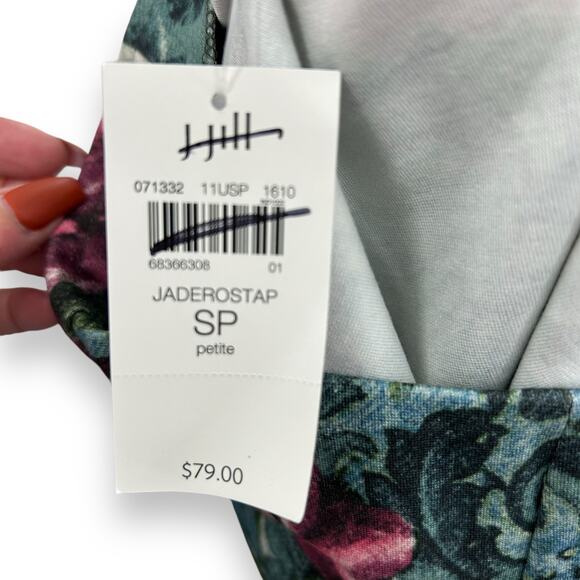 J.Jill
071332 11USP 1610
68366308 01
JADEROSTAP
SP
petite
$79.00